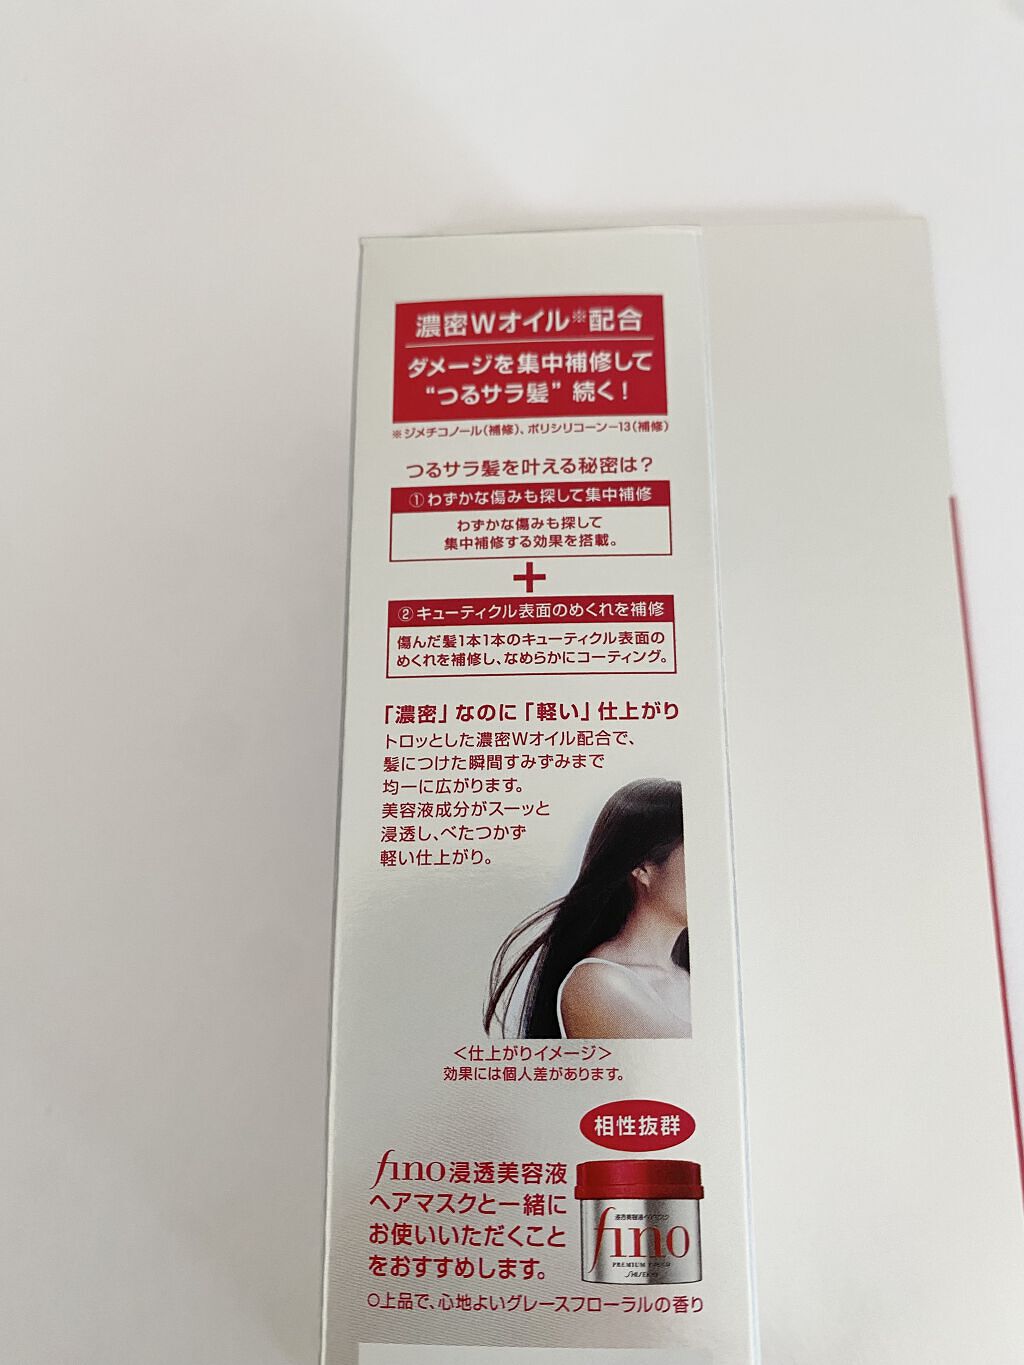 濃密Wオイル※配合
ダメージを集中補修して
“つるサラ髪” 続く！
※ジメチコノール(補修)、ポリシリコーン−13(補修)
つるサラ髪を叶える秘密は？
①わずかな傷みも探して集中補修
わずかな傷みも探して
集中補修する効果を搭載。
＋
②キューティクル表面のめくれを補修
傷んだ髪1本1本のキューティクル表面の
めくれを補修し、なめらかにコーティング。
「濃密」なのに「軽い」仕上がり
トロッとした濃密Wオイル配合で、
髪につけた瞬間すみずみまで
均一に広がります。
美容液成分がスーッと
浸透し、べたつかず
軽い仕上がり。
＜仕上がりイメージ＞
効果には個人差があります。
相性抜群
fino浸透美容液
ヘアマスクと一緒に
お使いいただくこと
をおすすめします。
浸透美容液ヘアマスク
fino
PREMIUM TOUCH
SHISEIDO
○上品で、心地よいグレースフローラルの香り